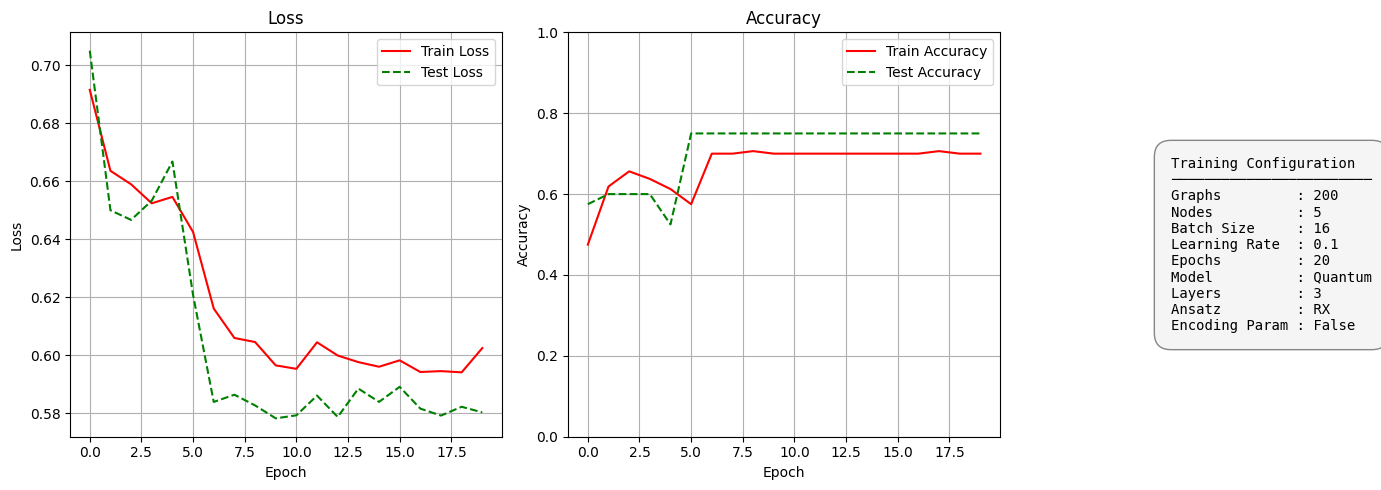 Loss
Train Loss
Test Loss
0.70
0.68
0.66
0.64
0.62
0.60
0.58
Loss
0.0 2.5 5.0 7.5 10.0 12.5 15.0 17.5
Epoch
Accuracy
Train Accuracy
Test Accuracy
1.0
0.8
0.6
0.4
0.2
0.0
Accuracy
0.0 2.5 5.0 7.5 10.0 12.5 15.0 17.5
Epoch
Training Configuration
Graphs : 200
Nodes : 5
Batch Size : 16
Learning Rate : 0.1
Epochs : 20
Model : Quantum
Layers : 3
Ansatz : RX
Encoding Param : False